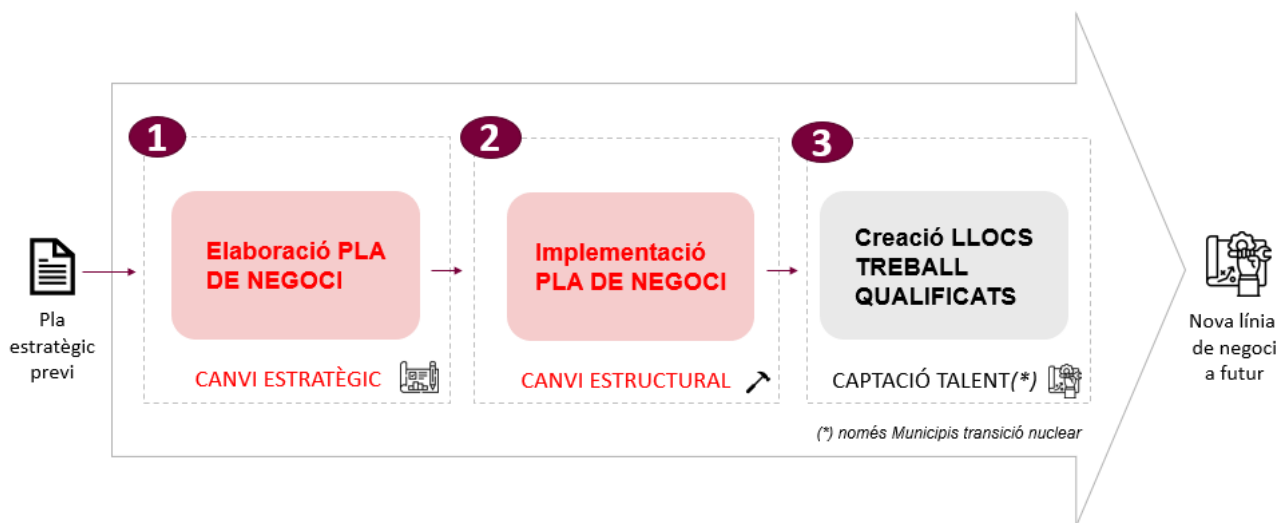 1
2
3
Pla
estratègic
previ
Elaboració PLA
DE NEGOCI
CANVI ESTRATÈGIC
Implementació
PLA DE NEGOCI
CANVI ESTRUCTURAL
Creació LLOCS
TREBALL
QUALIFICATS
CAPTACIÓ TALENT(*)
(*) només Municipis transició nuclear
Nova línia
de negoci
a futur